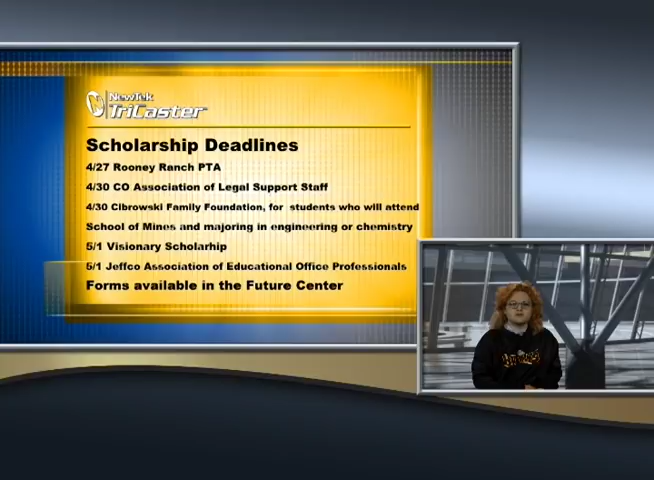 NewTek
TriCaster
Scholarship Deadlines
4/27 Rooney Ranch PTA
4/30 CO Association of Legal Support Staff
4/30 Cibrowski Family Foundation, for students who will attend
School of Mines and majoring in engineering or chemistry
5/1 Visionary Scholarhip
5/1 Jeffco Association of Educational Office Professionals
Forms available in the Future Center